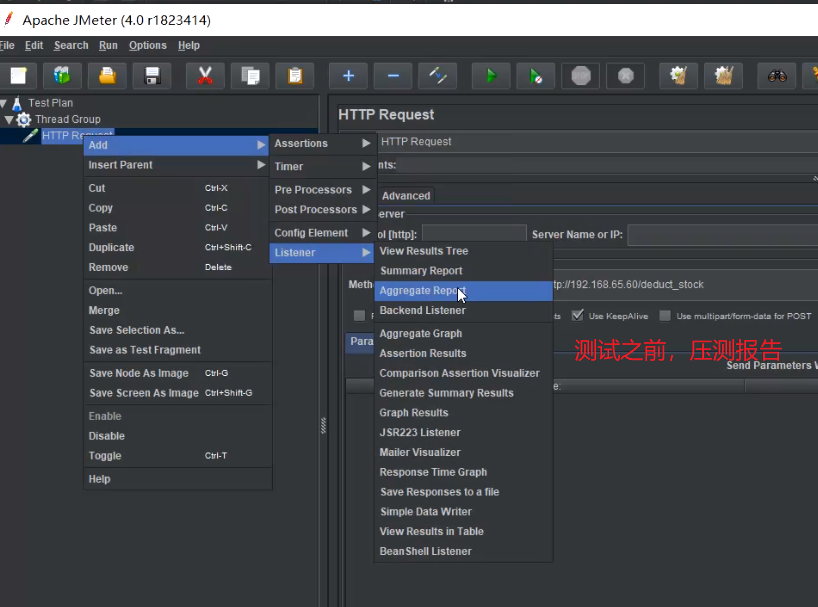 Apache JMeter (4.0 r1823414)
File Edit Search Run Options Help
Test Plan
Thread Group
HTTP Request
Add
Insert Parent
Cut Ctrl-X
Copy Ctrl-C
Paste Ctrl-V
Duplicate Ctrl+Shift-C
Remove Delete
Open...
Merge
Save Selection As...
Save as Test Fragment
Save Node As Image Ctrl-G
Save Screen As Image Ctrl+Shift-G
Enable
Disable
Toggle Ctrl-T
Help
Assertions
Timer
Pre Processors
Post Processors
Config Element
Listener
View Results Tree
Summary Report
Aggregate Report
Backend Listener
Aggregate Graph
Assertion Results
Comparison Assertion Visualizer
Generate Summary Results
Graph Results
JSR223 Listener
Mailer Visualizer
Response Time Graph
Save Responses to a file
Simple Data Writer
View Results in Table
BeanShell Listener
HTTP Request
HTTP Request
nts:
Advanced
erver
ol [http]: Server Name or IP:
Meth ttp://192.168.65.60/deduct_stock
ts Use KeepAlive Use multipart/form-data for POST
Para
测试之前，压测报告
Send Parameters W
e: